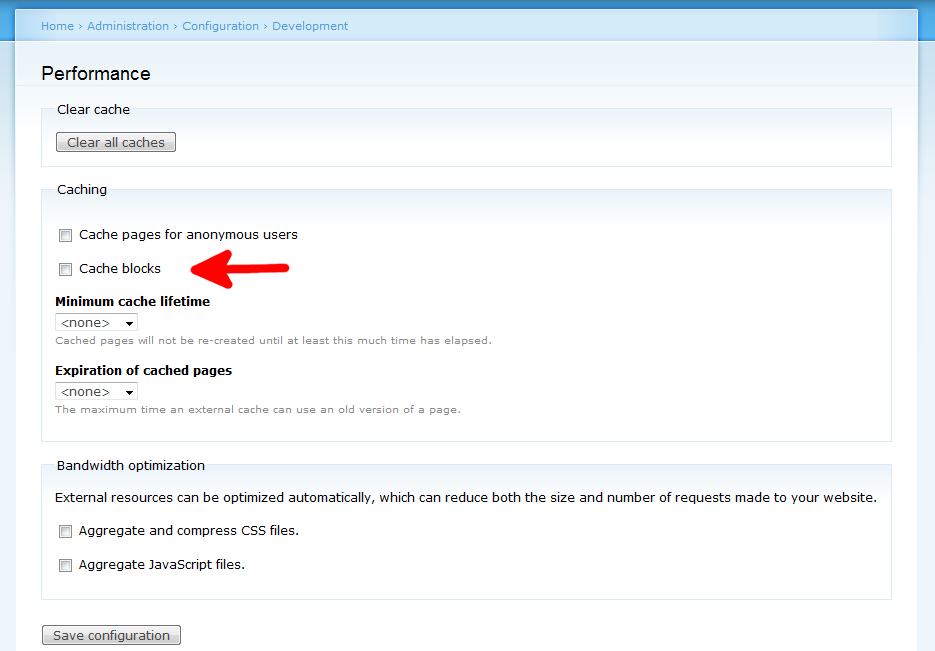 Home › Administration › Configuration › Development
Performance
Clear cache
Clear all caches
Caching
Cache pages for anonymous users
Cache blocks
Minimum cache lifetime
<none>
Cached pages will not be re-created until at least this much time has elapsed.
Expiration of cached pages
<none>
The maximum time an external cache can use an old version of a page.
Bandwidth optimization
External resources can be optimized automatically, which can reduce both the size and number of requests made to your website.
Aggregate and compress CSS files.
Aggregate JavaScript files.
Save configuration